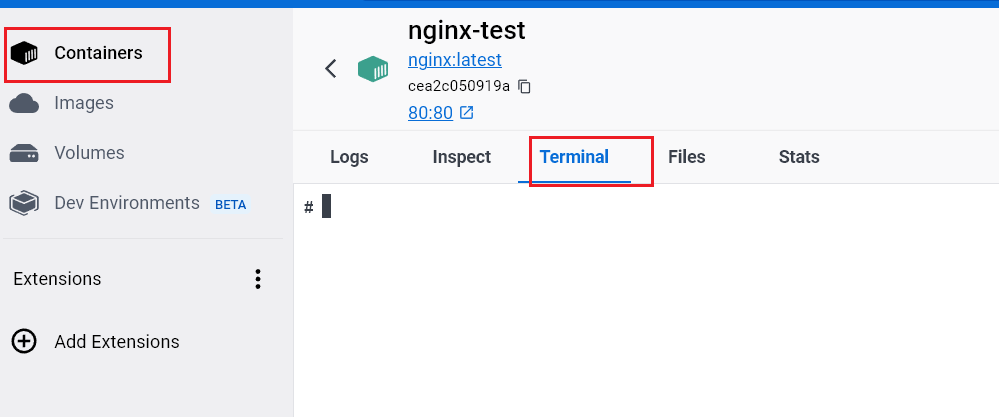 Containers
Images
Volumes
Dev Environments BETA
Extensions
Add Extensions
nginx-test
nginx:latest
cea2c050919a
80:80
Logs Inspect Terminal Files Stats
#